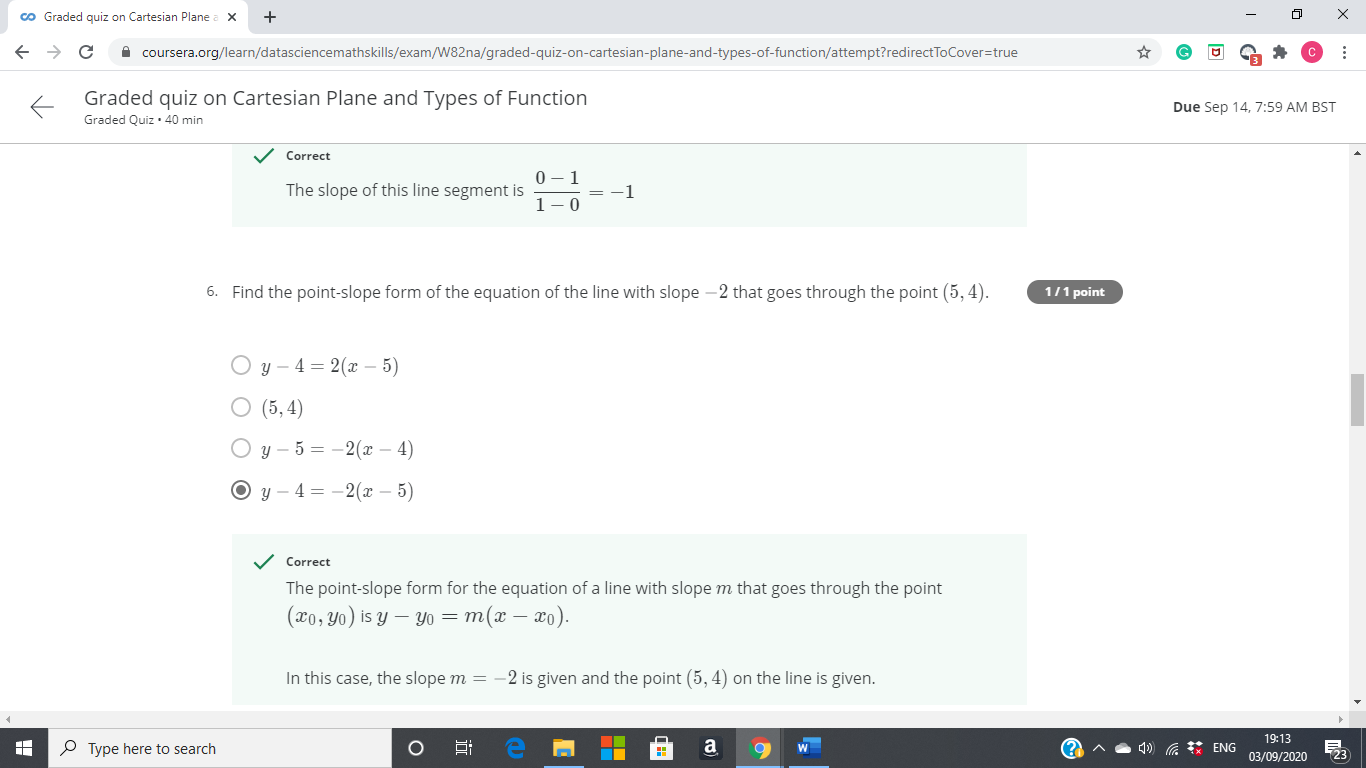 Graded quiz on Cartesian Plane a
coursera.org/learn/datasciencemathskills/exam/W82na/graded-quiz-on-cartesian-plane-and-types-of-function/attempt?redirectToCover=true
G
3
C
Graded quiz on Cartesian Plane and Types of Function
Graded Quiz • 40 min
Due Sep 14, 7:59 AM BST
Correct
The slope of this line segment is (0 − 1)/(1 − 0) = −1
6. Find the point-slope form of the equation of the line with slope −2 that goes through the point (5, 4).
1 / 1 point
y − 4 = 2(x − 5)
(5, 4)
y − 5 = −2(x − 4)
y − 4 = −2(x − 5)
Correct
The point-slope form for the equation of a line with slope m that goes through the point
(x₀, y₀) is y − y₀ = m(x − x₀).
In this case, the slope m = −2 is given and the point (5, 4) on the line is given.
Type here to search
ENG
19:13
03/09/2020
23